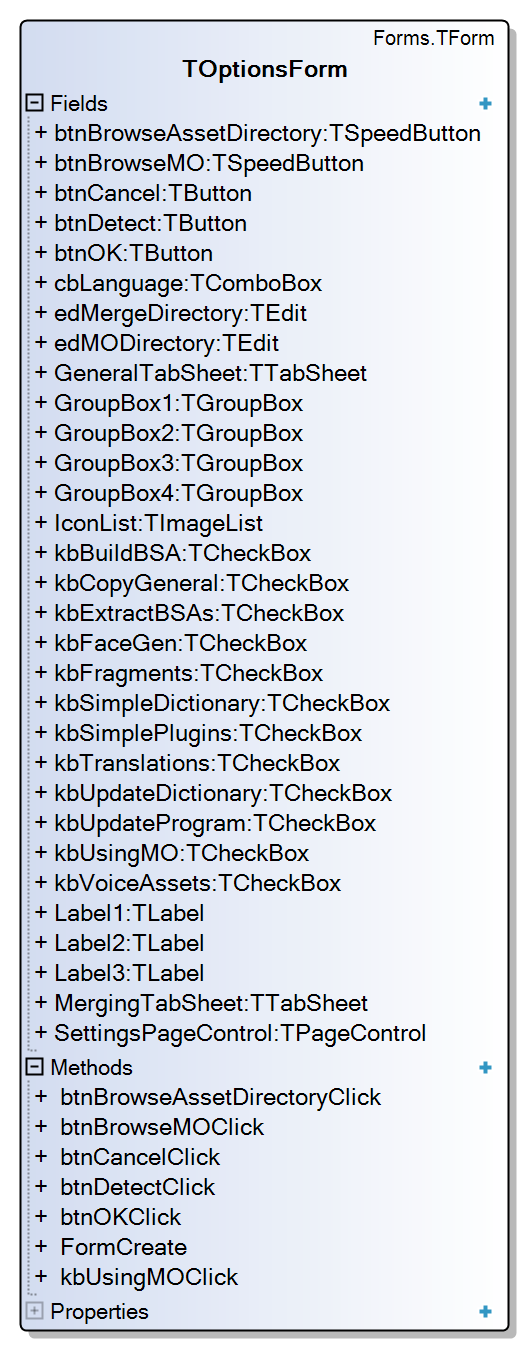 Forms.TForm
TOptionsForm
Fields
+ btnBrowseAssetDirectory:TSpeedButton
+ btnBrowseMO:TSpeedButton
+ btnCancel:TButton
+ btnDetect:TButton
+ btnOK:TButton
+ cbLanguage:TComboBox
+ edMergeDirectory:TEdit
+ edMODirectory:TEdit
+ GeneralTabSheet:TTabSheet
+ GroupBox1:TGroupBox
+ GroupBox2:TGroupBox
+ GroupBox3:TGroupBox
+ GroupBox4:TGroupBox
+ IconList:TImageList
+ kbBuildBSA:TCheckBox
+ kbCopyGeneral:TCheckBox
+ kbExtractBSAs:TCheckBox
+ kbFaceGen:TCheckBox
+ kbFragments:TCheckBox
+ kbSimpleDictionary:TCheckBox
+ kbSimplePlugins:TCheckBox
+ kbTranslations:TCheckBox
+ kbUpdateDictionary:TCheckBox
+ kbUpdateProgram:TCheckBox
+ kbUsingMO:TCheckBox
+ kbVoiceAssets:TCheckBox
+ Label1:TLabel
+ Label2:TLabel
+ Label3:TLabel
+ MergingTabSheet:TTabSheet
+ SettingsPageControl:TPageControl
Methods
+ btnBrowseAssetDirectoryClick
+ btnBrowseMOClick
+ btnCancelClick
+ btnDetectClick
+ btnOKClick
+ FormCreate
+ kbUsingMOClick
Properties